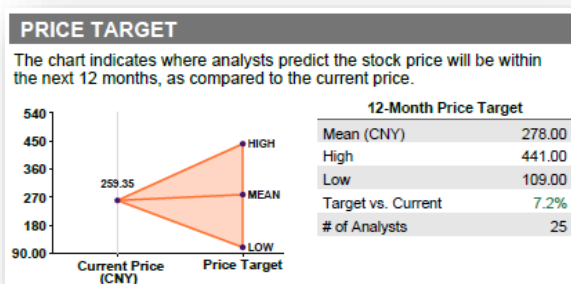 PRICE TARGET
The chart indicates where analysts predict the stock price will be within
the next 12 months, as compared to the current price.
540
450
360
270
180
90.00
259.35
HIGH
MEAN
LOW
Current Price
(CNY)
Price Target
12-Month Price Target
Mean (CNY) 278.00
High 441.00
Low 109.00
Target vs. Current 7.2%
# of Analysts 25